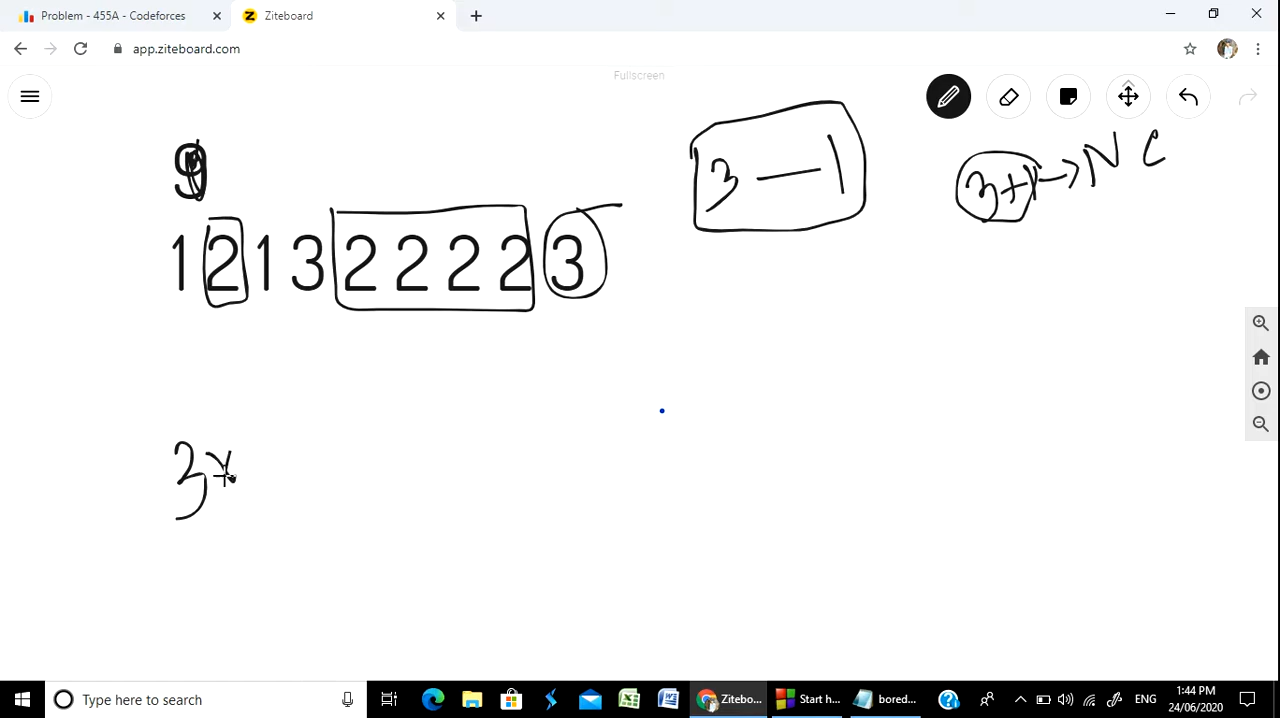 Problem - 455A - Codeforces
Ziteboard
app.ziteboard.com
Fullscreen
9
3 — 1
3+1 → N C
1 2 1 3 2 2 2 2 3
3x
Type here to search
Zitebo...
Start h...
bored...
ENG
1:44 PM
24/06/2020